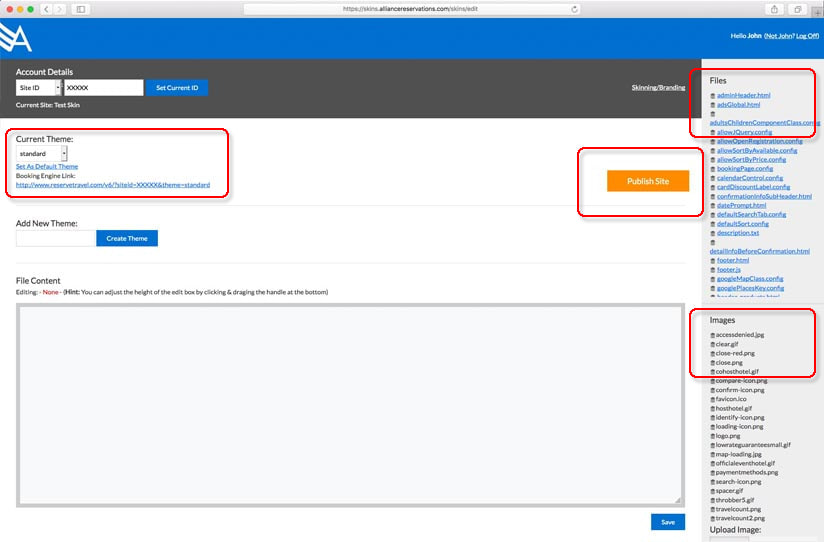 https://skins.alliancereservations.com/skins/edit
Hello John (Not John? Log Off)
Account Details
Site ID
XXXXX
Set Current ID
Skinning/Branding
Current Site: Test Skin
Current Theme:
standard
Set As Default Theme
Booking Engine Link:
http://www.reservetravel.com/v6/?siteId=XXXXX&theme=standard
Publish Site
Add New Theme:
Create Theme
File Content
Editing: - None - (Hint: You can adjust the height of the edit box by clicking & draging the handle at the bottom)
Save
Files
adminHeader.html
adsGlobal.html
adultsChildrenComponentClass.config
allowJQuery.config
allowOpenRegistration.config
allowSortByAvailable.config
allowSortByPrice.config
bookingPage.config
calendarControl.config
cardDiscountLabel.config
confirmationInfoSubHeader.html
datePrompt.html
defaultSearchTab.config
defaultSort.config
description.txt
detailInfoBeforeConfirmation.html
footer.html
footer.js
googleMapClass.config
googlePlacesKey.config
header-products.html
Images
accessdenied.jpg
clear.gif
close-red.png
close.png
cohosthotel.gif
compare-icon.png
confirm-icon.png
favicon.ico
hosthotel.gif
identify-icon.png
loading-icon.png
logo.png
lowrateguaranteesmall.gif
map-loading.jpg
officialeventhotel.gif
paymentmethods.png
search-icon.png
spacer.gif
throbber5.gif
travelcount.png
travelcount2.png
Upload Image: